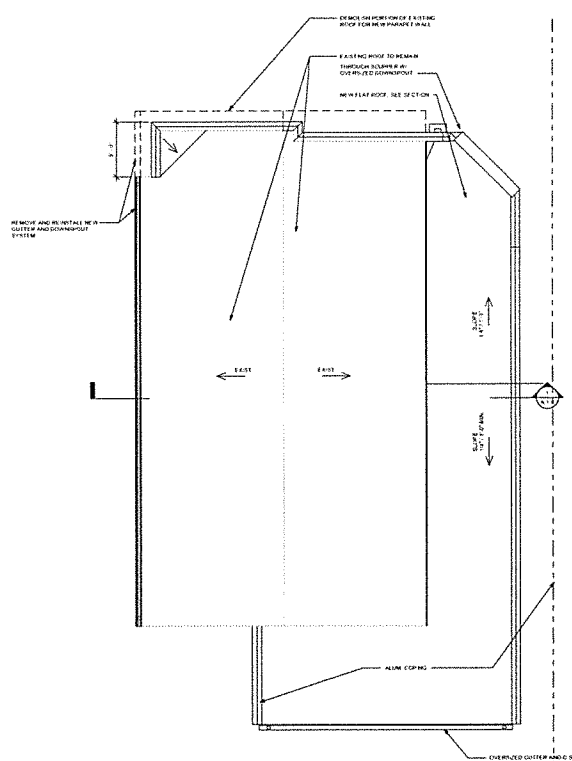 DEMOLISH PORTION OF EXISTING
ROOF FOR NEW PARAPET WALL
EXISTING ROOF TO REMAIN
THROUGH SCUPPER W/
OVERSIZED DOWNSPOUT
NEW FLAT ROOF, SEE SECTION
REMOVE AND REINSTALL NEW
GUTTER AND DOWNSPOUT
SYSTEM
SLOPE
EXIST.
EXIST.
SLOPE
ALUM. COPING
OVERSIZED GUTTER AND D.S.